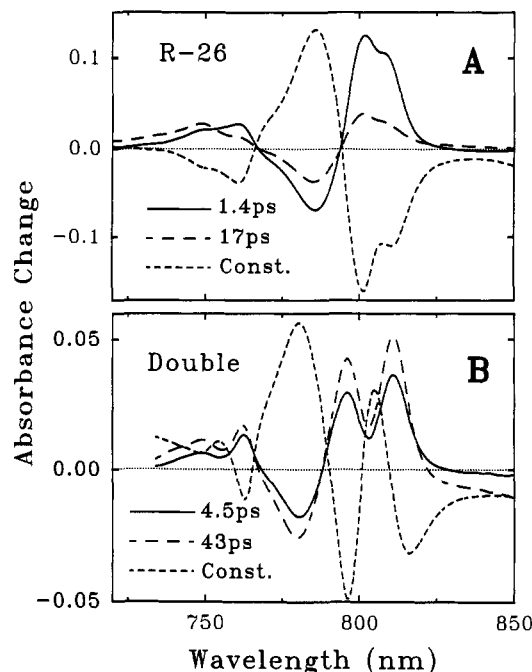 0.1
0.0
-0.1
R-26
A
1.4ps
17ps
Const.
0.05
0.00
-0.05
Double
B
4.5ps
43ps
Const.
Absorbance Change
750
800
850
Wavelength (nm)